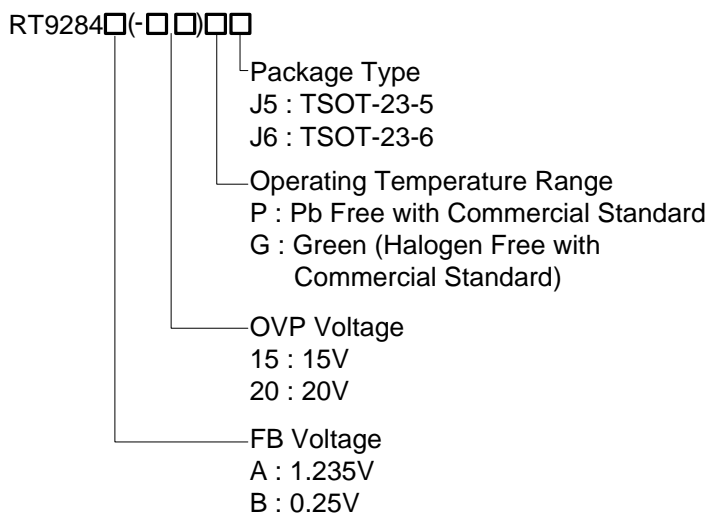 RT9284□(-□□)□□
Package Type
J5 : TSOT-23-5
J6 : TSOT-23-6
Operating Temperature Range
P : Pb Free with Commercial Standard
G : Green (Halogen Free with
Commercial Standard)
OVP Voltage
15 : 15V
20 : 20V
FB Voltage
A : 1.235V
B : 0.25V